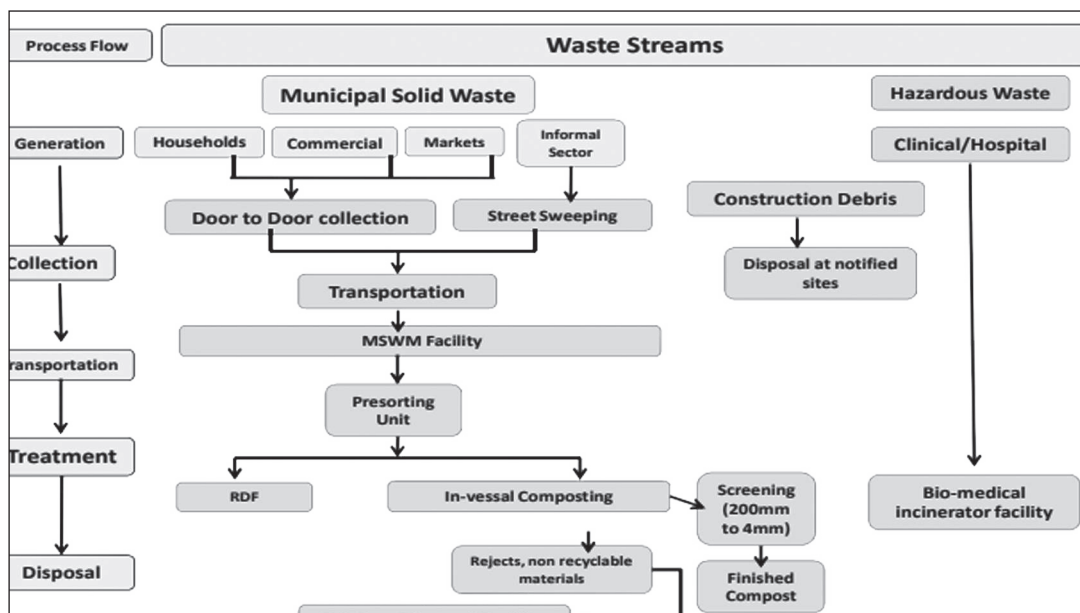 Process Flow
Waste Streams
Municipal Solid Waste
Hazardous Waste
Generation
Households
Commercial
Markets
Informal
Sector
Clinical/Hospital
Door to Door collection
Street Sweeping
Construction Debris
Collection
Disposal at notified
sites
Transportation
MSWM Facility
ransportation
Presorting
Unit
Treatment
RDF
In-vessal Composting
Screening
(200mm
to 4mm)
Bio-medical
incinerator facility
Rejects, non recyclable
materials
Disposal
Finished
Compost